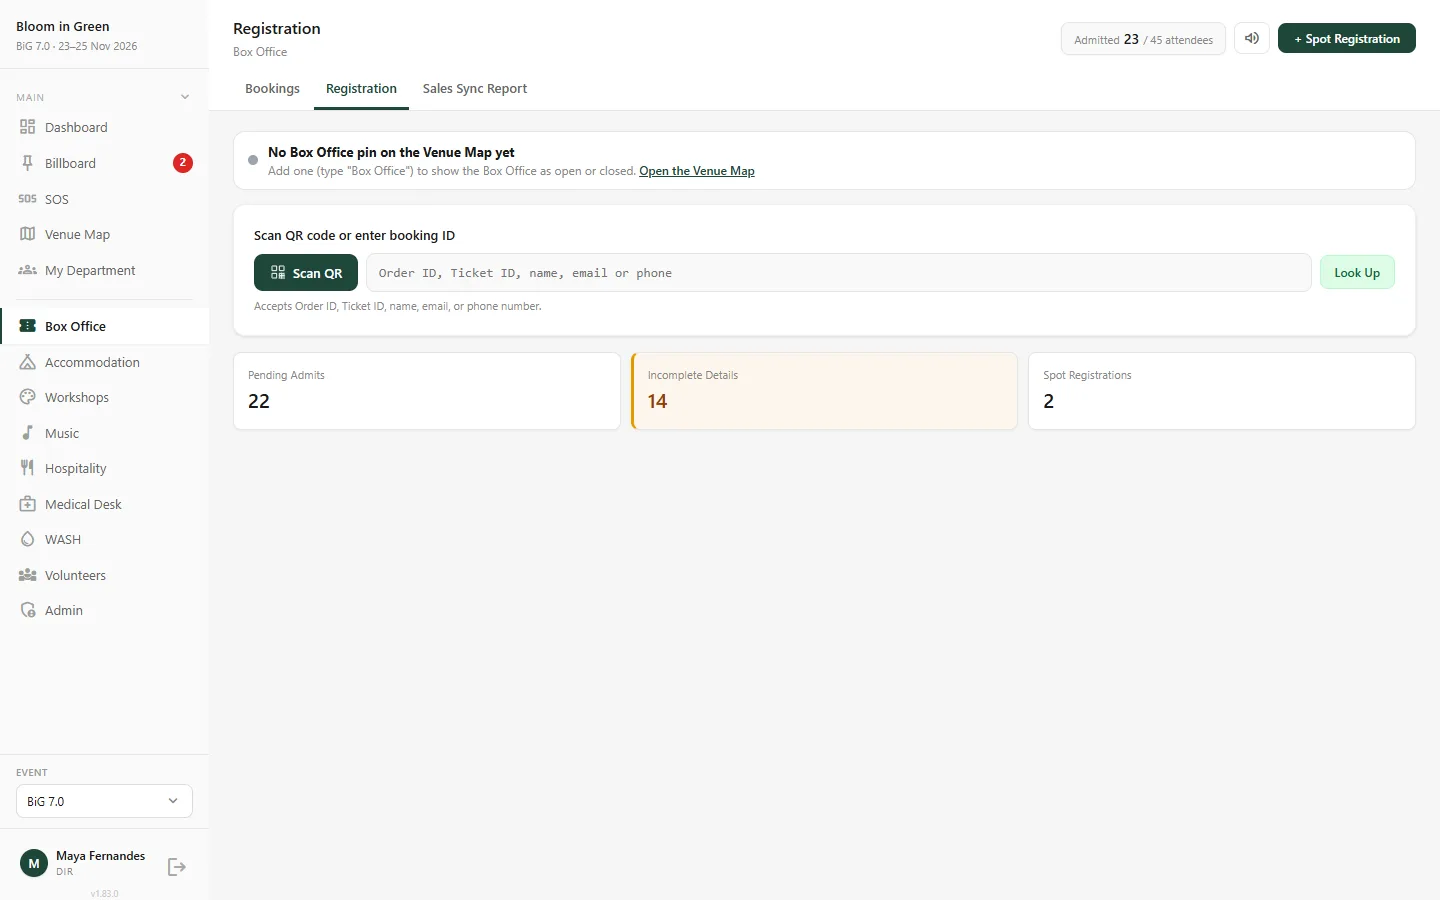 Bloom in Green
BiG 7.0 · 23–25 Nov 2026
MAIN
Dashboard
Billboard
2
SOS
SOS
Venue Map
My Department
Box Office
Accommodation
Workshops
Music
Hospitality
Medical Desk
WASH
Volunteers
Admin
EVENT
BiG 7.0
M
Maya Fernandes
DIR
v1.83.0
Registration
Box Office
Admitted 23 / 45 attendees
+ Spot Registration
Bookings
Registration
Sales Sync Report
No Box Office pin on the Venue Map yet
Add one (type "Box Office") to show the Box Office as open or closed. Open the Venue Map
Scan QR code or enter booking ID
Scan QR
Order ID, Ticket ID, name, email or phone
Look Up
Accepts Order ID, Ticket ID, name, email, or phone number.
Pending Admits
22
Incomplete Details
14
Spot Registrations
2